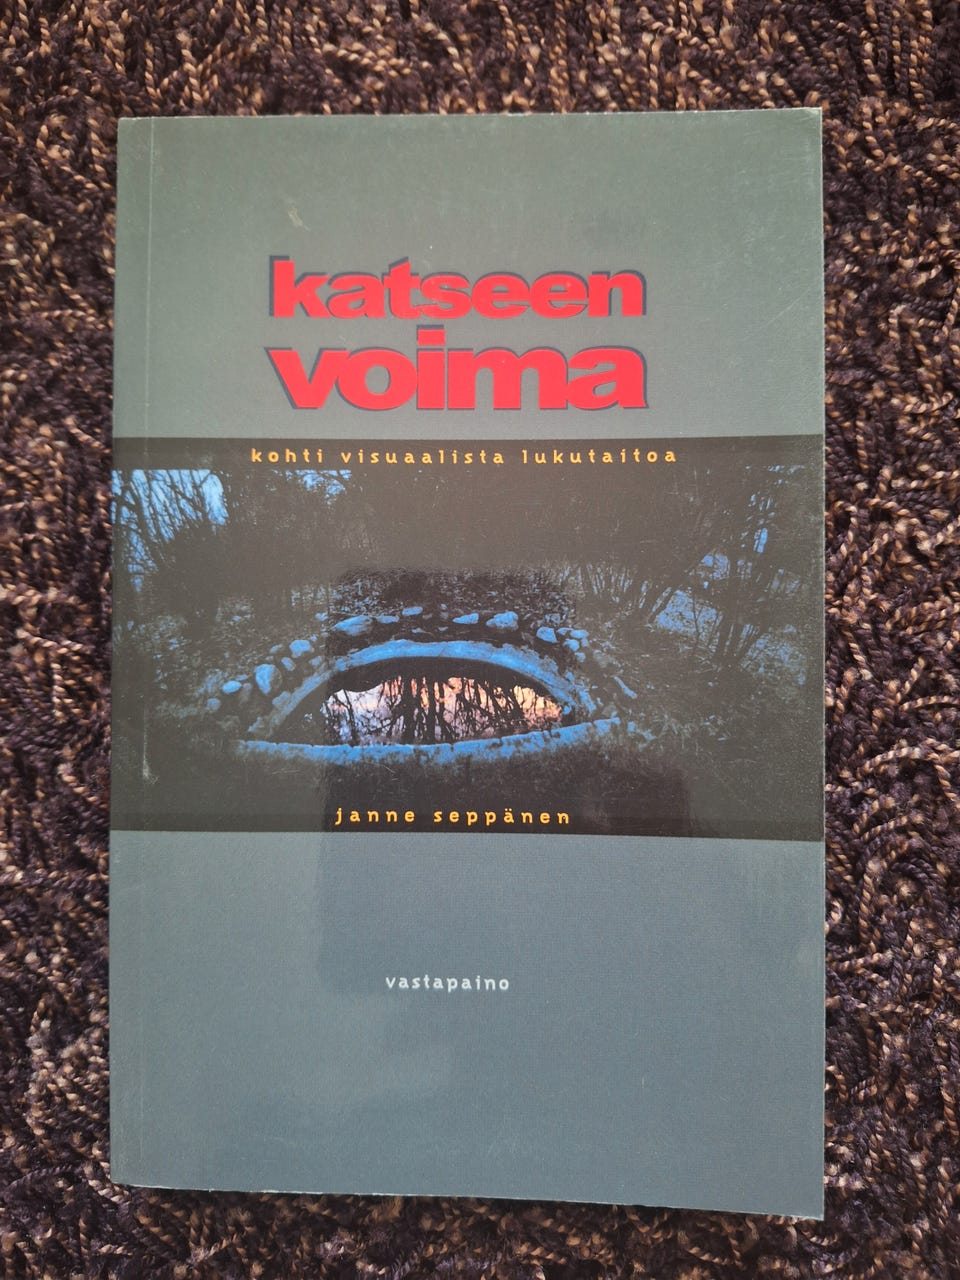 katseen
voima
kohti visuaalista lukutaitoa
janne seppänen
vastapaino